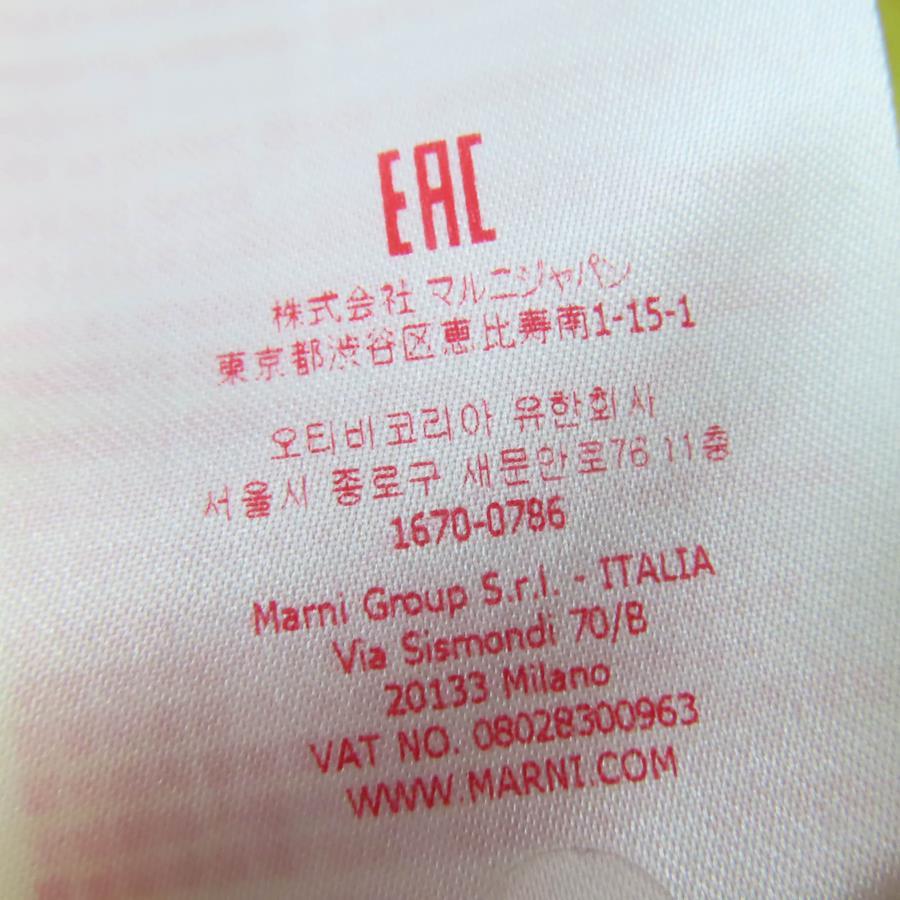 EAC
株式会社 マルニジャパン
東京都渋谷区恵比寿南1-15-1
오티비코리아 유한회사
서울시 종로구 새문안로76 11층
1670-0786
Marni Group S.r.l. - ITALIA
Via Sismondi 70/B
20133 Milano
VAT NO. 08028300963
WWW.MARNI.COM